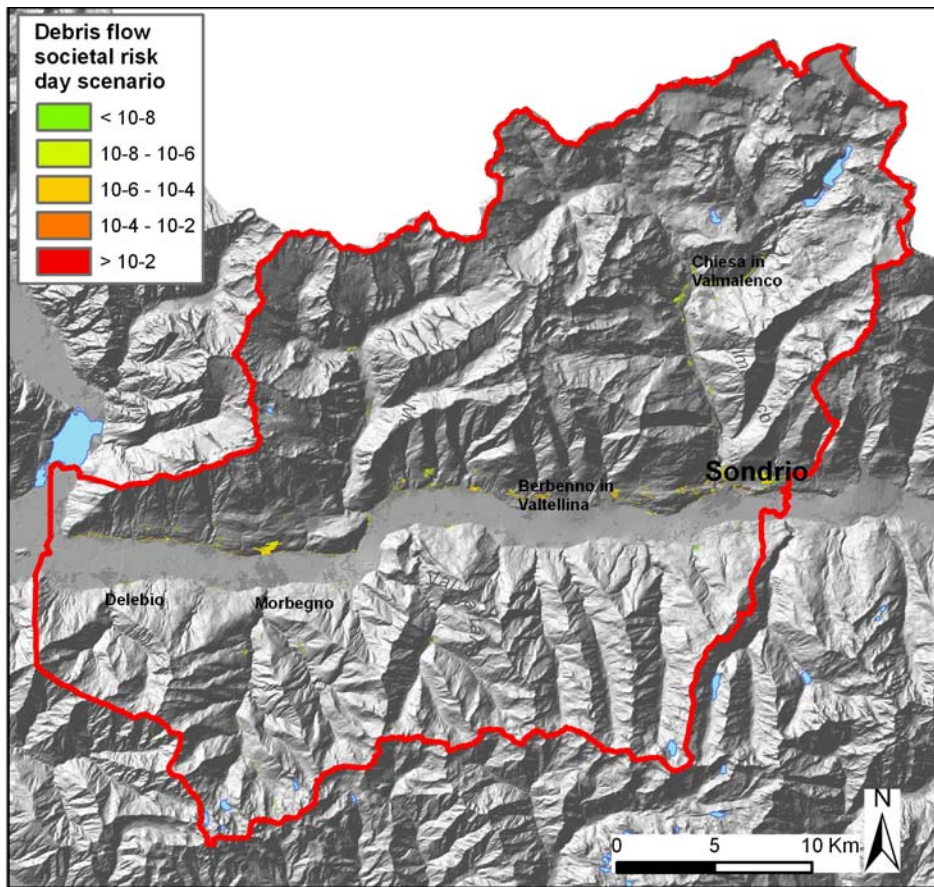 Debris flow
societal risk
day scenario
< 10-8
10-8 - 10-6
10-6 - 10-4
10-4 - 10-2
> 10-2
Chiesa in
Valmalenco
Sondrio
Berbenno in
Valtellina
Delebio
Morbegno
N
0 5 10 Km